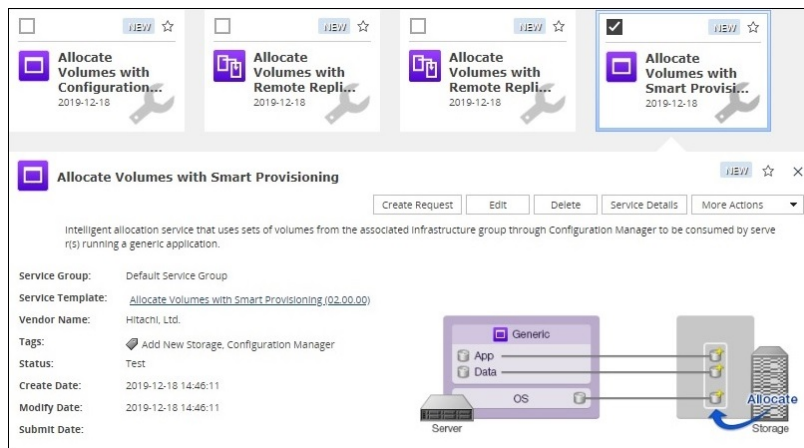 NEW
Allocate
Volumes with
Configuration...
2019-12-18
NEW
Allocate
Volumes with
Remote Repli...
2019-12-18
NEW
Allocate
Volumes with
Remote Repli...
2019-12-18
NEW
Allocate
Volumes with
Smart Provisi...
2019-12-18
Allocate Volumes with Smart Provisioning
NEW
Create Request Edit Delete Service Details More Actions
Intelligent allocation service that uses sets of volumes from the associated infrastructure group through Configuration Manager to be consumed by serve
r(s) running a generic application.
Service Group: Default Service Group
Service Template: Allocate Volumes with Smart Provisioning (02.00.00)
Vendor Name: Hitachi, Ltd.
Tags: Add New Storage, Configuration Manager
Status: Test
Create Date: 2019-12-18 14:46:11
Modify Date: 2019-12-18 14:46:11
Submit Date:
Generic
App
Data
OS
Server
Allocate
Storage